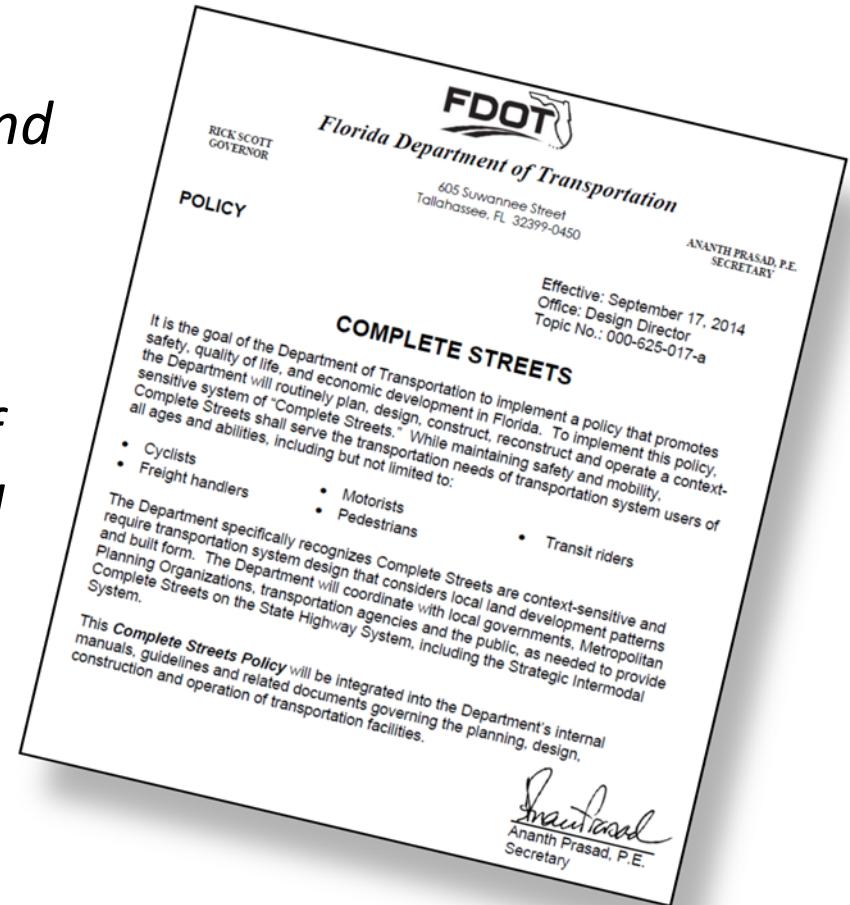 nd
f
FDOT
Florida Department of Transportation
RICK SCOTT
GOVERNOR
605 Suwannee Street
Tallahassee, FL 32399-0450
ANANTH PRASAD, P.E.
SECRETARY
POLICY
Effective: September 17, 2014
Office: Design Director
Topic No.: 000-625-017-a
COMPLETE STREETS
It is the goal of the Department of Transportation to implement a policy that promotes
safety, quality of life, and economic development in Florida. To implement this policy,
the Department will routinely plan, design, construct, reconstruct and operate a context-
sensitive system of “Complete Streets.” While maintaining safety and mobility,
Complete Streets shall serve the transportation needs of transportation system users of
all ages and abilities, including but not limited to:
• Cyclists
• Freight handlers
• Motorists
• Pedestrians
• Transit riders
The Department specifically recognizes Complete Streets are context-sensitive and
require transportation system design that considers local land development patterns
and built form. The Department will coordinate with local governments, Metropolitan
Planning Organizations, transportation agencies and the public, as needed to provide
Complete Streets on the State Highway System, including the Strategic Intermodal
System.
This Complete Streets Policy will be integrated into the Department's internal
manuals, guidelines and related documents governing the planning, design,
construction and operation of transportation facilities.
Ananth Prasad
Ananth Prasad, P.E.
Secretary